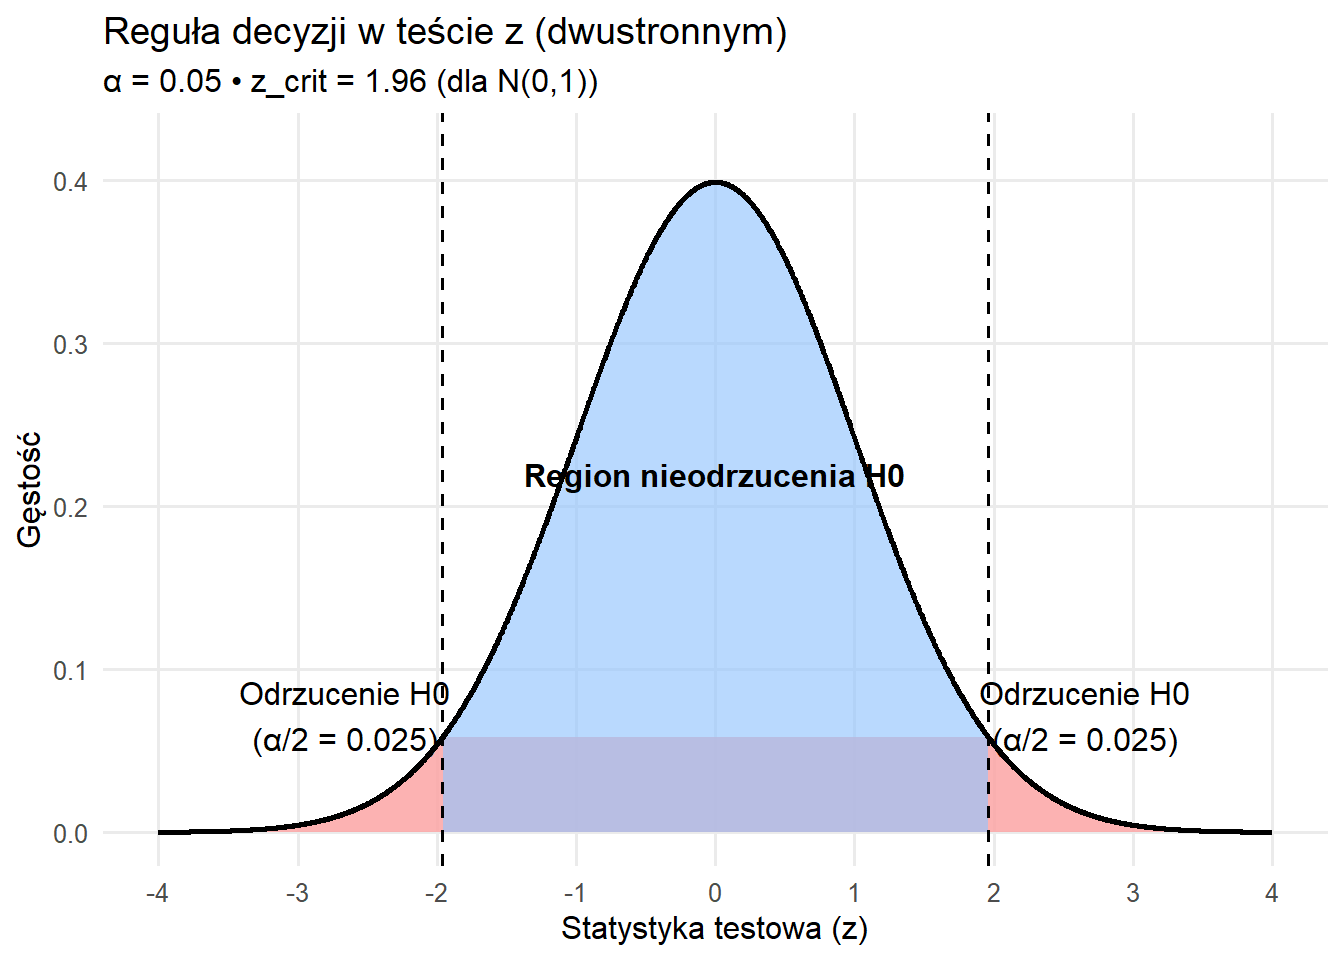 Reguła decyzji w teście z (dwustronnym)
α = 0.05 • z_crit = 1.96 (dla N(0,1))
Gęstość
0.4
0.3
0.2
0.1
0.0
Region nieodrzucenia H0
Odrzucenie H0
(α/2 = 0.025)
Odrzucenie H0
(α/2 = 0.025)
-4
-3
-2
-1
0
1
2
3
4
Statystyka testowa (z)